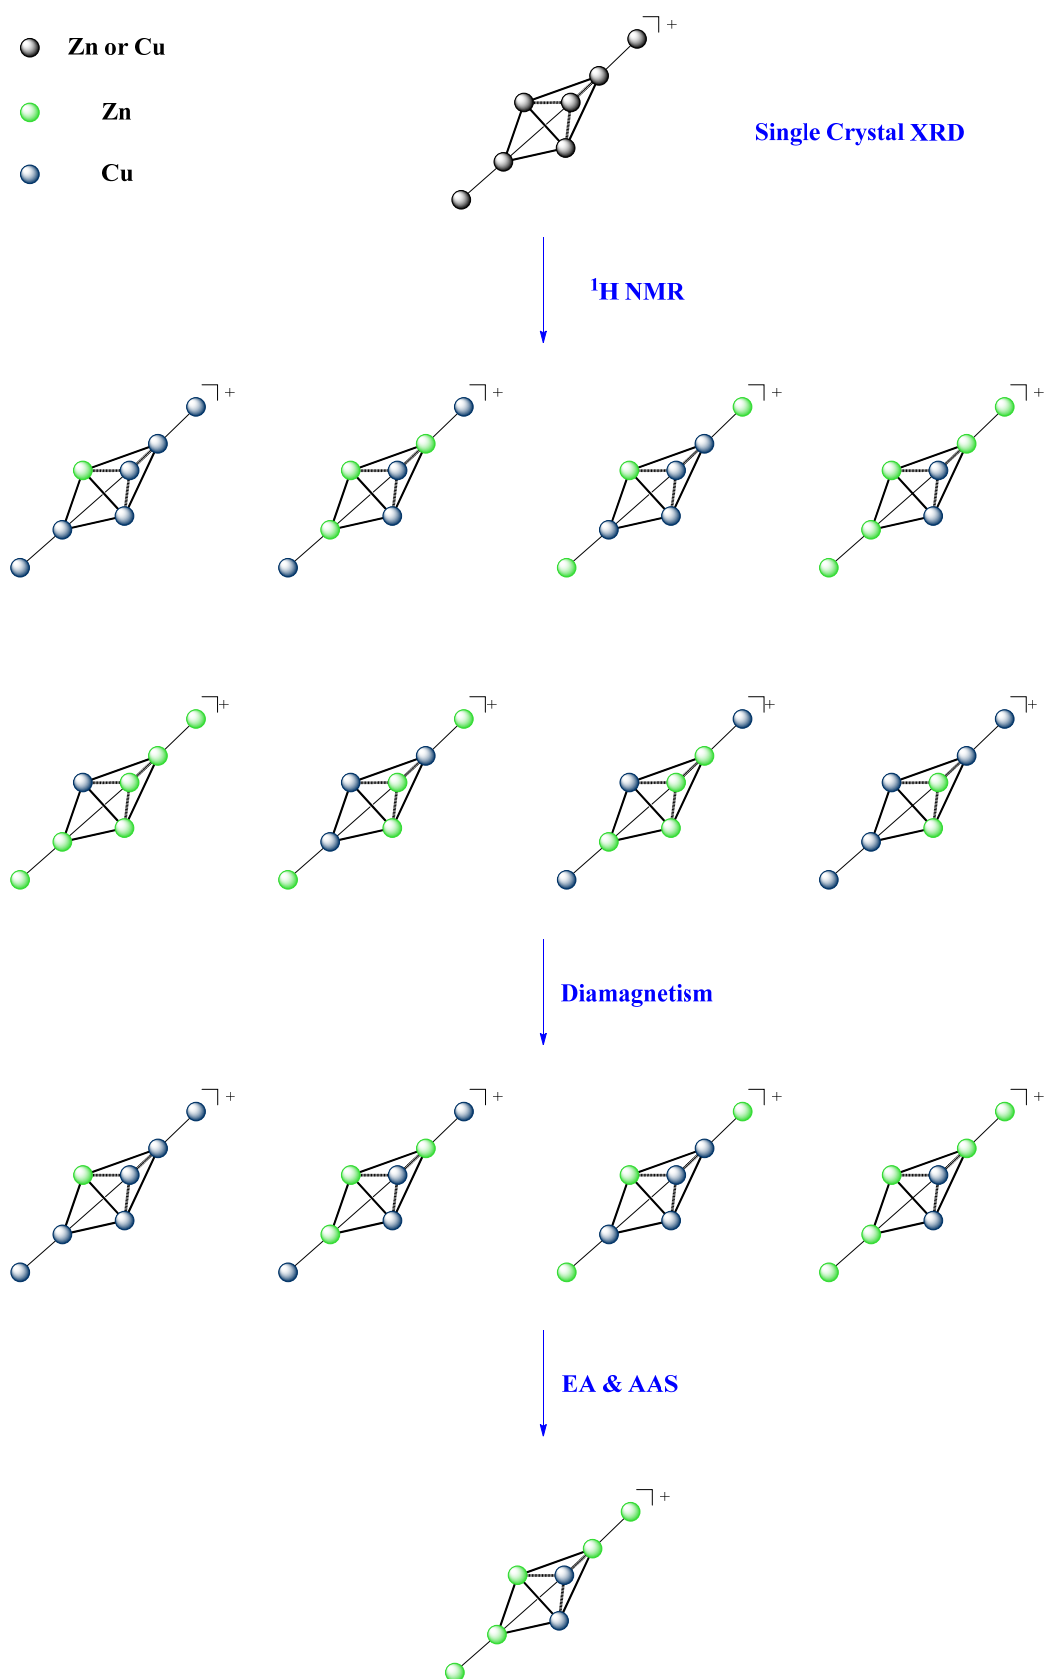 Zn or Cu
Zn
Cu
+
Single Crystal XRD
¹H NMR
+ + + +
+ + + +
Diamagnetism
+ + + +
EA & AAS
+